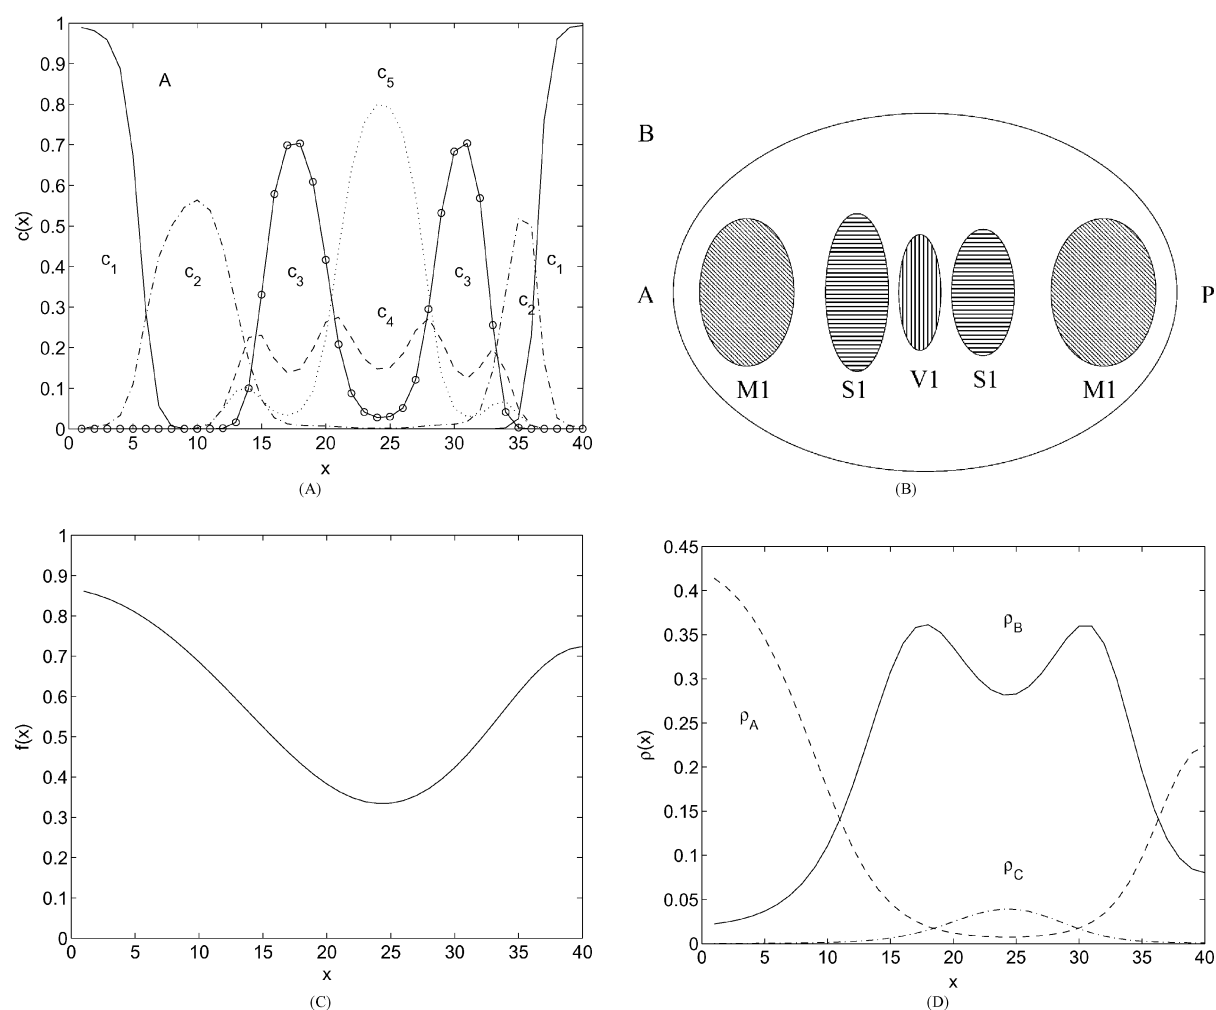 1
0.9
0.8
0.7
0.6
0.5
0.4
0.3
0.2
0.1
0
c(x)
A
c5
c1
c2
c3
c4
c3
c2
c1
0 5 10 15 20 25 30 35 40
x
(A)
B
A
P
M1
S1
V1
S1
M1
(B)
1
0.9
0.8
0.7
0.6
0.5
0.4
0.3
0.2
0.1
0
f(x)
0 5 10 15 20 25 30 35 40
x
(C)
0.45
0.4
0.35
0.3
0.25
0.2
0.15
0.1
0.05
0
ρ(x)
ρB
ρA
ρC
0 5 10 15 20 25 30 35 40
x
(D)